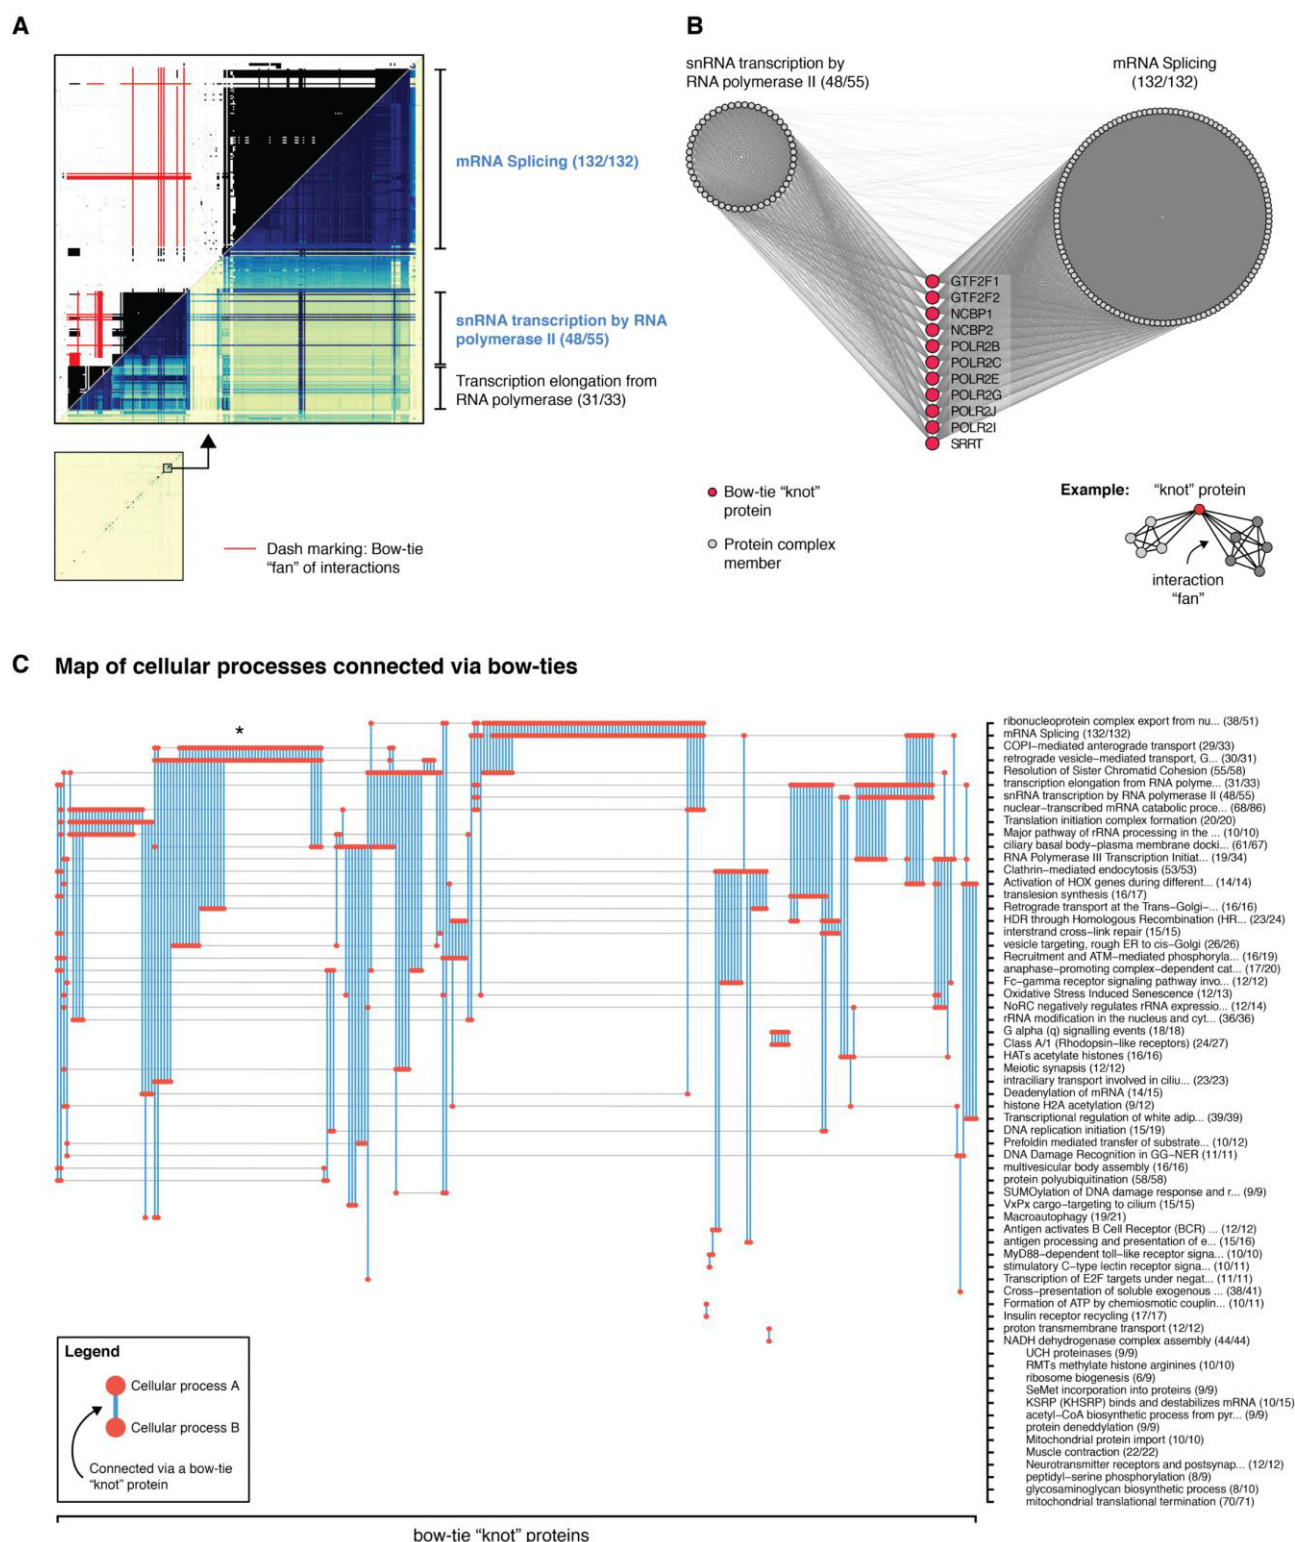 A
mRNA Splicing (132/132)
snRNA transcription by RNA
polymerase II (48/55)
Transcription elongation from
RNA polymerase (31/33)
Dash marking: Bow-tie
“fan” of interactions
B
snRNA transcription by
RNA polymerase II (48/55)
mRNA Splicing
(132/132)
GTF2F1
GTF2F2
NCBP1
NCBP2
POLR2B
POLR2C
POLR2E
POLR2G
POLR2J
POLR2I
SRRT
Bow-tie “knot”
protein
Protein complex
member
Example:
“knot” protein
interaction
“fan”
C Map of cellular processes connected via bow-ties
*
ribonucleoprotein complex export from nu... (38/51)
mRNA Splicing (132/132)
COPI−mediated anterograde transport (29/33)
retrograde vesicle−mediated transport, G... (30/31)
Resolution of Sister Chromatid Cohesion (55/58)
transcription elongation from RNA polyme... (31/33)
snRNA transcription by RNA polymerase II (48/55)
nuclear−transcribed mRNA catabolic proce... (68/86)
Translation initiation complex formation (20/20)
Major pathway of rRNA processing in the ... (10/10)
ciliary basal body−plasma membrane docki... (61/67)
RNA Polymerase III Transcription Initiat... (19/34)
Clathrin−mediated endocytosis (53/53)
Activation of HOX genes during different... (14/14)
translesion synthesis (16/17)
Retrograde transport at the Trans−Golgi−... (16/16)
HDR through Homologous Recombination (HR... (23/24)
interstrand cross−link repair (15/15)
vesicle targeting, rough ER to cis−Golgi (26/26)
Recruitment and ATM−mediated phosphoryla... (16/19)
anaphase−promoting complex−dependent cat... (17/20)
Fc−gamma receptor signaling pathway invo... (12/12)
Oxidative Stress Induced Senescence (12/13)
NoRC negatively regulates rRNA expressio... (12/14)
rRNA modification in the nucleus and cyt... (36/36)
G alpha (q) signalling events (18/18)
Class A/1 (Rhodopsin−like receptors) (24/27)
HATs acetylate histones (16/16)
Meiotic synapsis (12/12)
intraciliary transport involved in ciliu... (23/23)
Deadenylation of mRNA (14/15)
histone H2A acetylation (9/12)
Transcriptional regulation of white adip... (39/39)
DNA replication initiation (15/19)
Prefoldin mediated transfer of substrate... (10/12)
DNA Damage Recognition in GG−NER (11/11)
multivesicular body assembly (16/16)
protein polyubiquitination (58/58)
SUMOylation of DNA damage response and r... (9/9)
VxPx cargo−targeting to cilium (15/15)
Macroautophagy (19/21)
Antigen activates B Cell Receptor (BCR) ... (12/12)
antigen processing and presentation of e... (15/16)
MyD88−dependent toll−like receptor signa... (10/10)
stimulatory C−type lectin receptor signa... (10/11)
Transcription of E2F targets under negat... (11/11)
Cross−presentation of soluble exogenous ... (38/41)
Formation of ATP by chemiosmotic couplin... (10/11)
Insulin receptor recycling (17/17)
proton transmembrane transport (12/12)
NADH dehydrogenase complex assembly (44/44)
UCH proteinases (9/9)
RMTs methylate histone arginines (10/10)
ribosome biogenesis (6/9)
SeMet incorporation into proteins (9/9)
KSRP (KHSRP) binds and destabilizes mRNA (10/15)
acetyl−CoA biosynthetic process from pyr... (9/9)
protein deneddylation (9/9)
Mitochondrial protein import (10/10)
Muscle contraction (22/22)
Neurotransmitter receptors and postsynap... (12/12)
peptidyl−serine phosphorylation (8/9)
glycosaminoglycan biosynthetic process (8/10)
mitochondrial translational termination (70/71)
Legend
Cellular process A
Cellular process B
Connected via a bow-tie
“knot” protein
bow-tie “knot” proteins